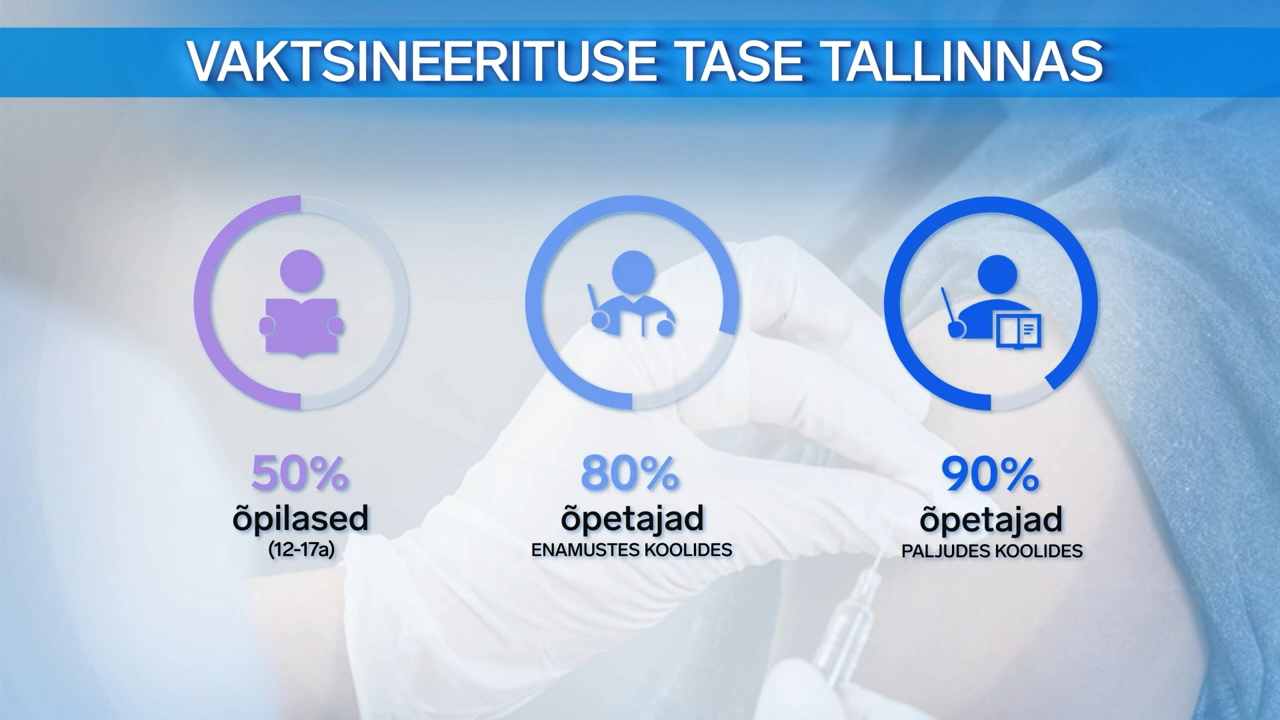 VAKTSINEERITUSE TASE TALLINNAS
50%
õpilased
(12-17a)
80%
õpetajad
ENAMUSTES KOOLIDES
90%
õpetajad
PALJUDES KOOLIDES